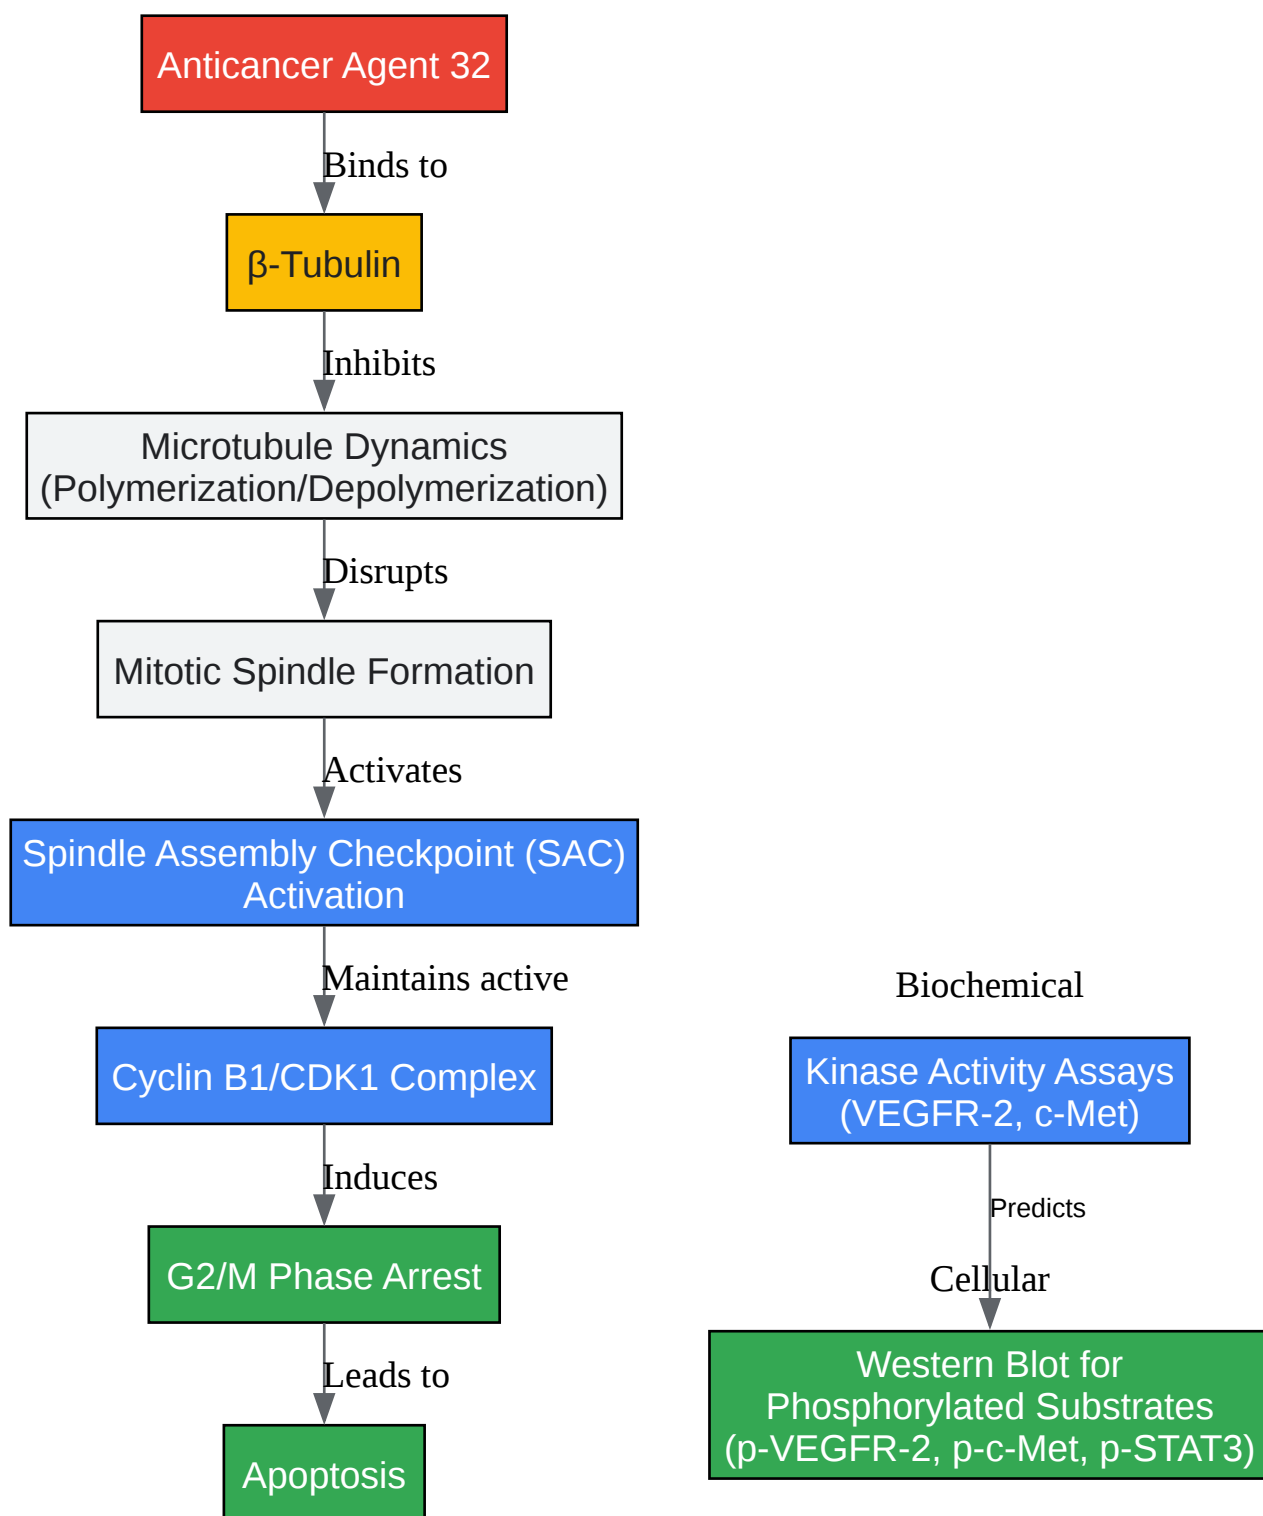 Anticancer Agent 32
Binds to
β-Tubulin
Inhibits
Microtubule Dynamics
(Polymerization/Depolymerization)
Disrupts
Mitotic Spindle Formation
Activates
Spindle Assembly Checkpoint (SAC)
Activation
Maintains active
Cyclin B1/CDK1 Complex
Induces
G2/M Phase Arrest
Leads to
Apoptosis
Biochemical
Kinase Activity Assays
(VEGFR-2, c-Met)
Predicts
Cellular
Western Blot for
Phosphorylated Substrates
(p-VEGFR-2, p-c-Met, p-STAT3)